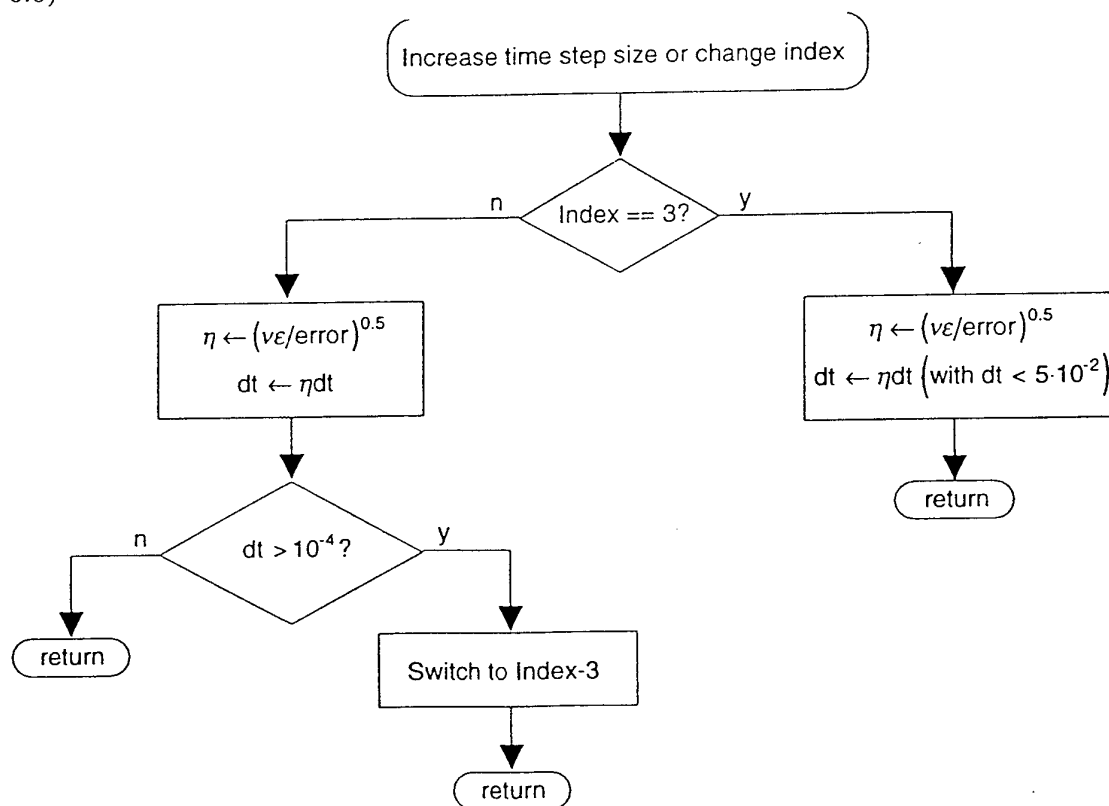 Increase time step size or change index
n
Index == 3?
y
η ← (νε/error)^0.5
dt ← ηdt
η ← (νε/error)^0.5
dt ← ηdt (with dt < 5·10^-2)
return
n
dt > 10^-4?
y
return
Switch to Index-3
return